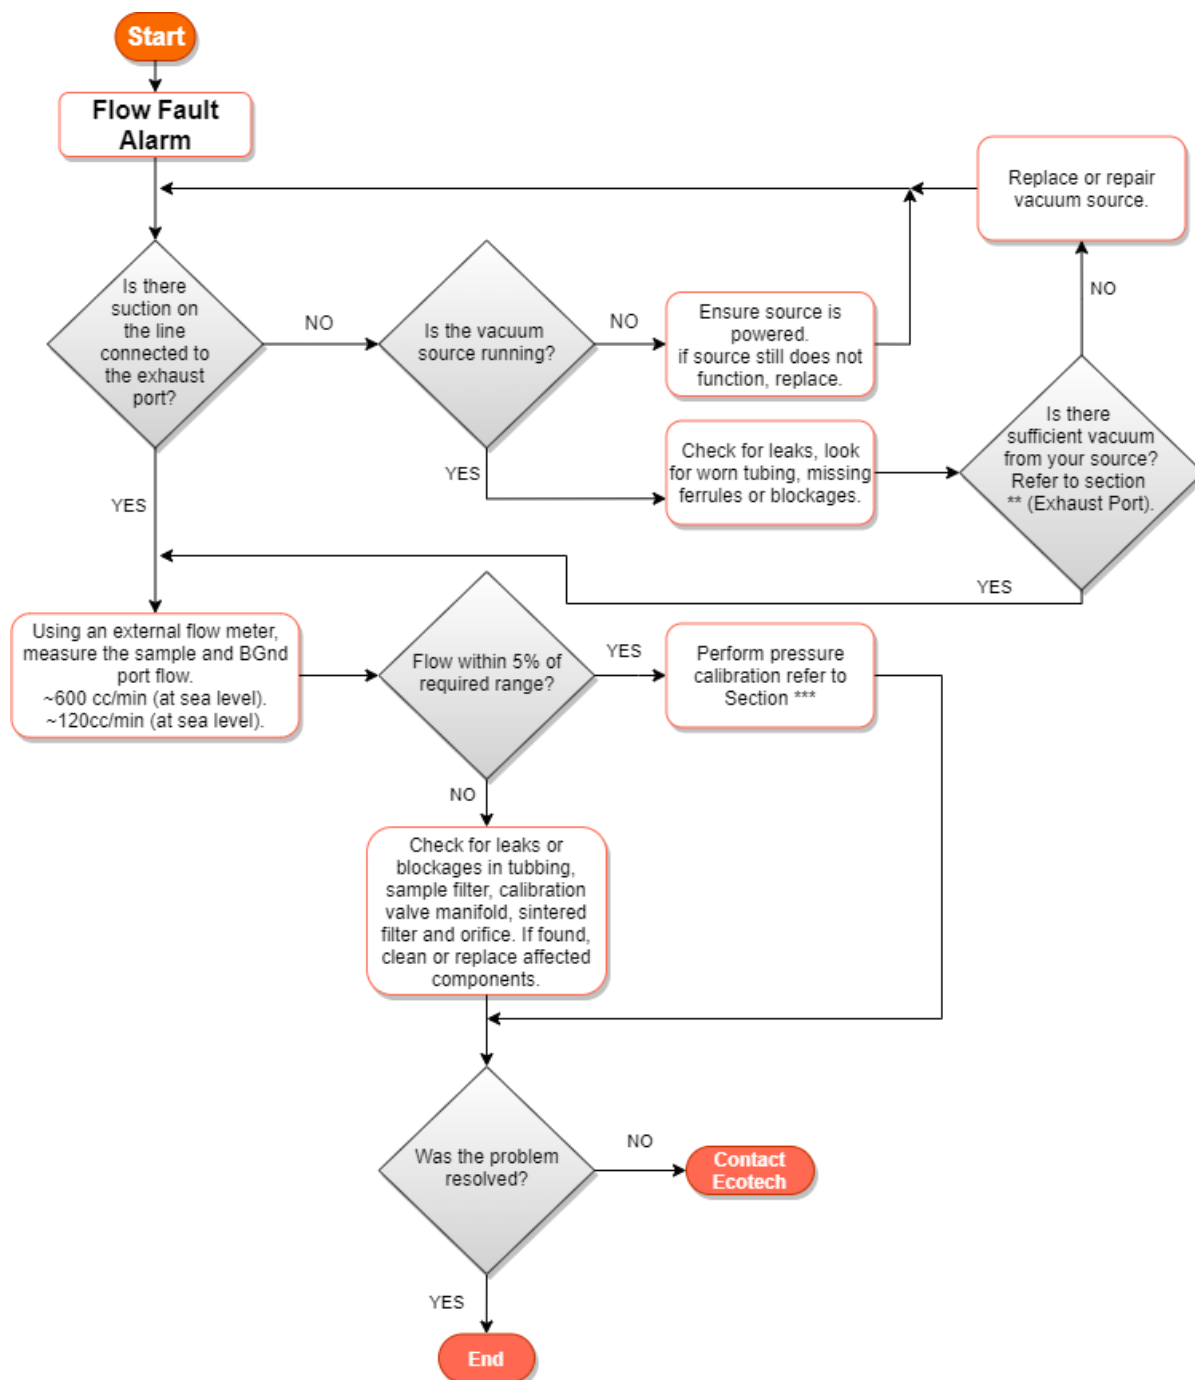 Start
Flow Fault
Alarm
Replace or repair
vacuum source.
NO
Is there
suction on
the line
connected to
the exhaust
port?
NO
Is the vacuum
source running?
NO
Ensure source is
powered.
if source still does not
function, replace.
YES
YES
Check for leaks, look
for worn tubing, missing
ferrules or blockages.
Is there
sufficient vacuum
from your source?
Refer to section
** (Exhaust Port).
YES
Using an external flow meter,
measure the sample and BGnd
port flow.
~600 cc/min (at sea level).
~120cc/min (at sea level).
Flow within 5% of
required range?
YES
Perform pressure
calibration refer to
Section ***
NO
Check for leaks or
blockages in tubbing,
sample filter, calibration
valve manifold, sintered
filter and orifice. If found,
clean or replace affected
components.
Was the problem
resolved?
NO
Contact
Ecotech
YES
End